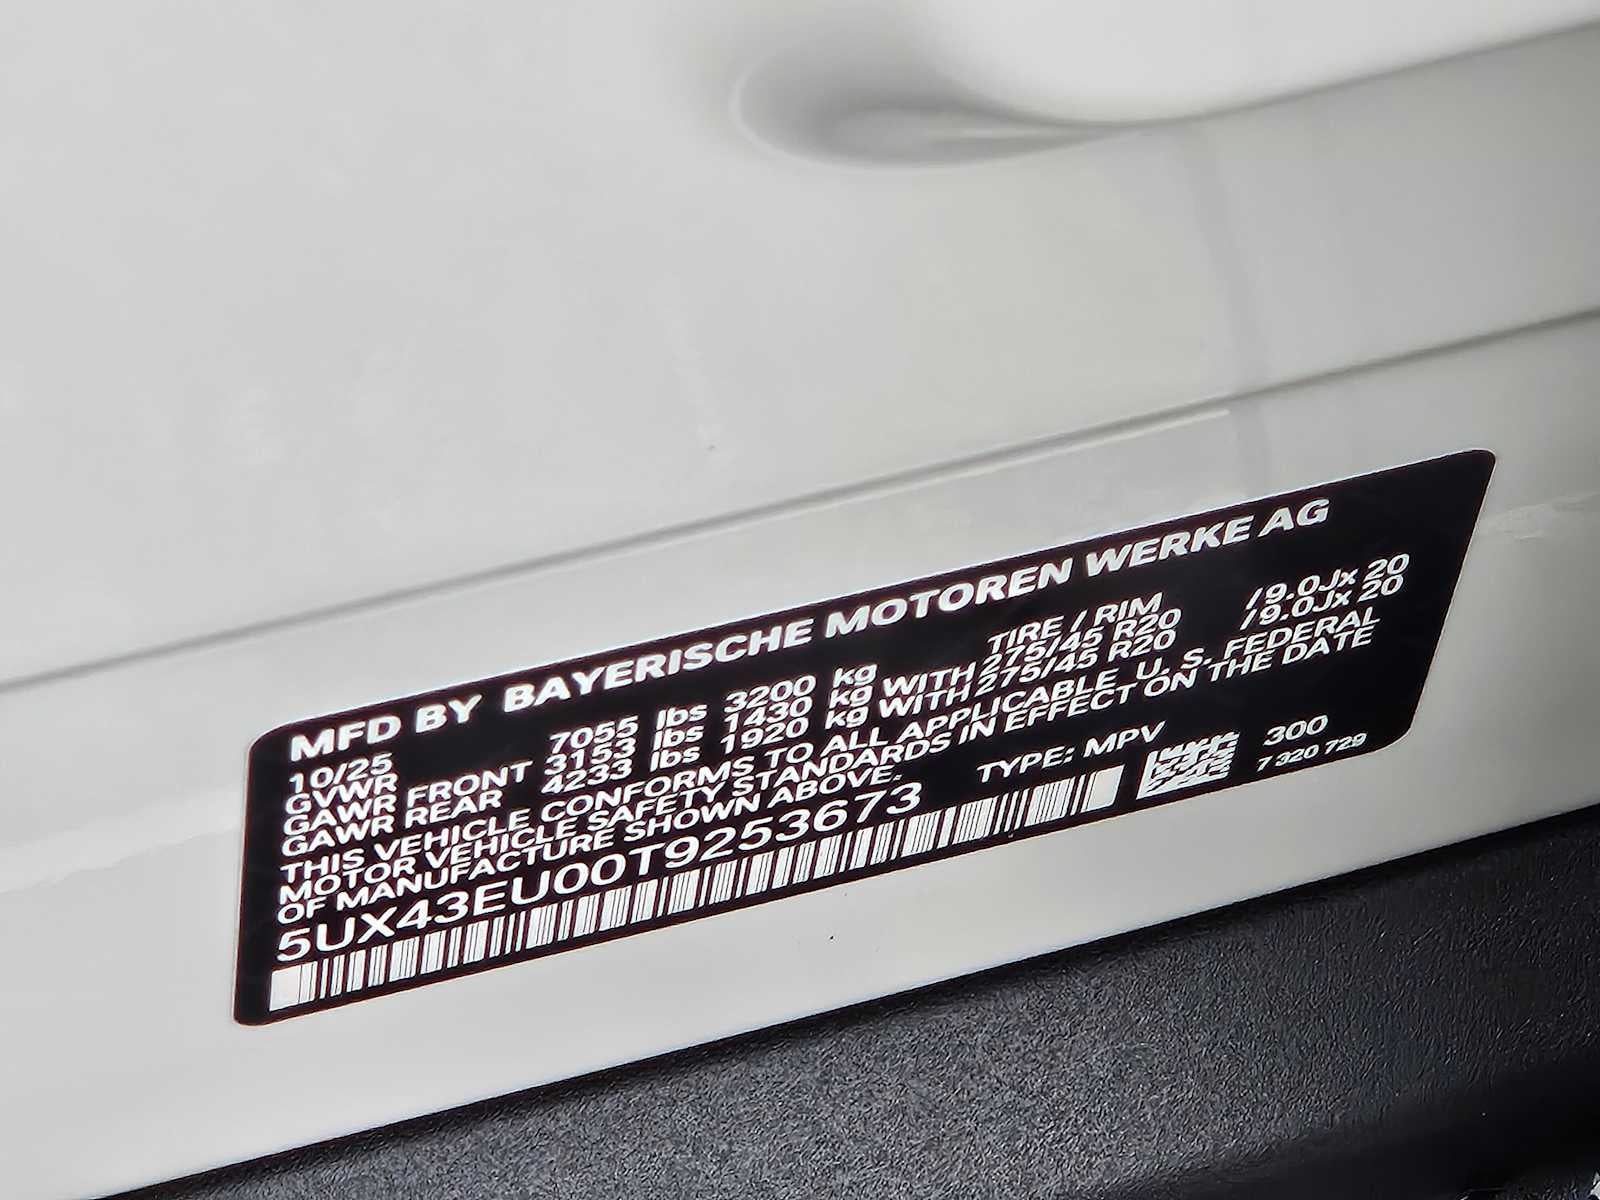 MFD BY BAYERISCHE MOTOREN WERKE AG
10/25 TIRE / RIM
GVWR 7055 lbs 3200 kg
GAWR FRONT 3153 lbs 1430 kg WITH 275/45 R20 /9.0Jx 20
GAWR REAR 4233 lbs 1920 kg WITH 275/45 R20 /9.0Jx 20
THIS VEHICLE CONFORMS TO ALL APPLICABLE U. S. FEDERAL
MOTOR VEHICLE SAFETY STANDARDS IN EFFECT ON THE DATE
OF MANUFACTURE SHOWN ABOVE.
5UX43EU00T9253673 TYPE: MPV 300
7 320 729